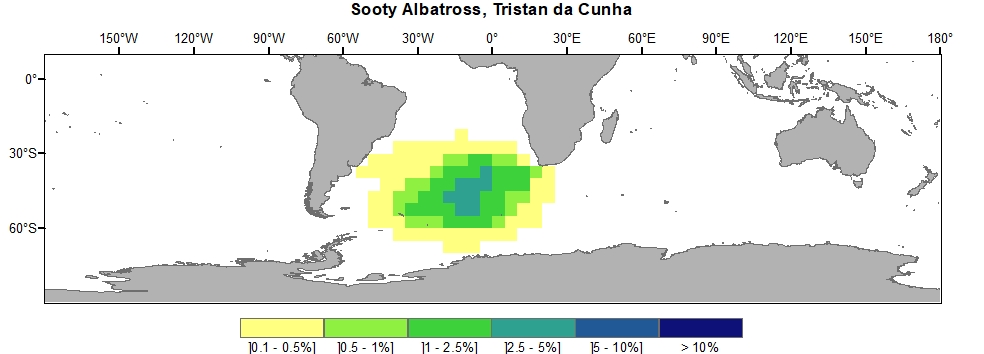 Sooty Albatross, Tristan da Cunha
150°W 120°W 90°W 60°W 30°W 0° 30°E 60°E 90°E 120°E 150°E 180°
0°
30°S
60°S
]0.1 - 0.5%] ]0.5 - 1%] ]1 - 2.5%] ]2.5 - 5%] ]5 - 10%] > 10%